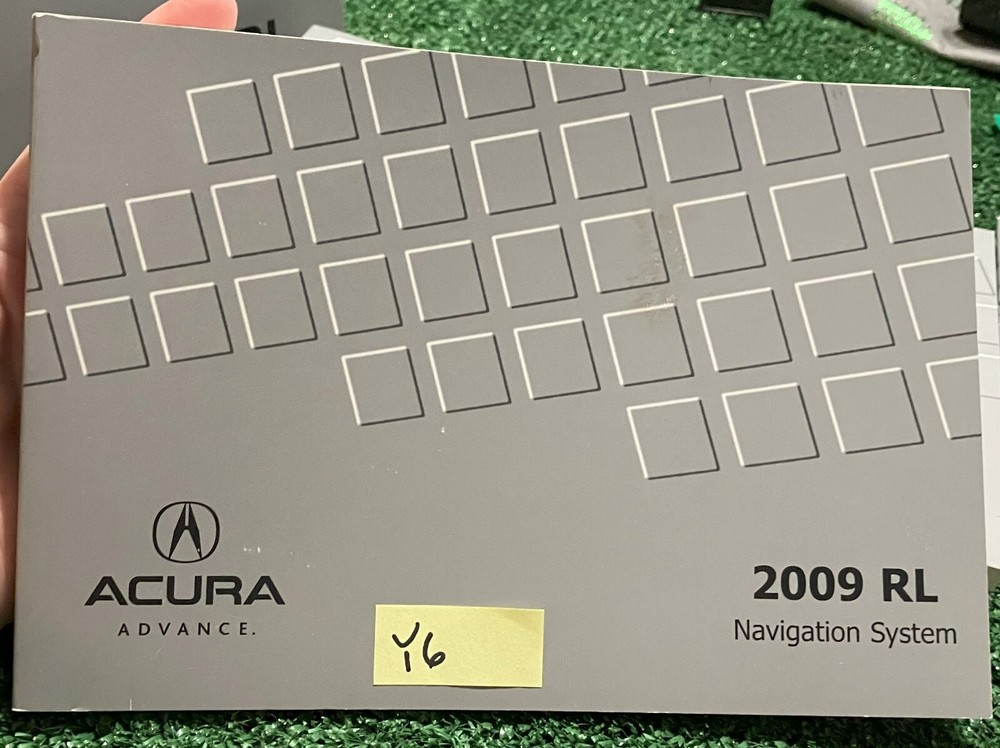 ACURA
ADVANCE.
2009 RL
Navigation System
Y6